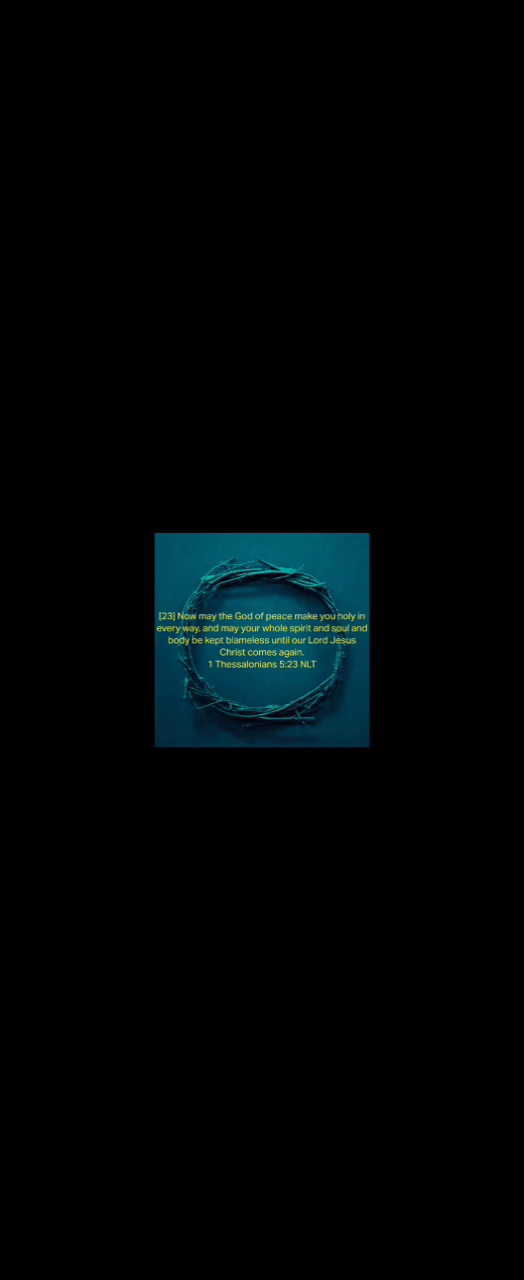 [23] Now may the God of peace make you holy in
every way, and may your whole spirit and soul and
body be kept blameless until our Lord Jesus
Christ comes again.
1 Thessalonians 5:23 NLT